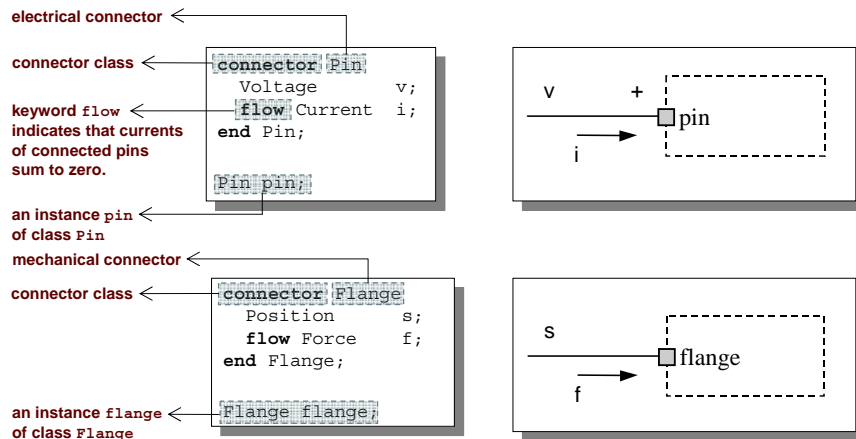 electrical connector
connector class
keyword flow
indicates that currents
of connected pins
sum to zero.
an instance pin
of class Pin
connector Pin
Voltage v;
flow Current i;
end Pin;
Pin pin;
v +
pin
i
mechanical connector
connector class
an instance flange
of class Flange
connector Flange
Position s;
flow Force f;
end Flange;
Flange flange;
s
flange
f